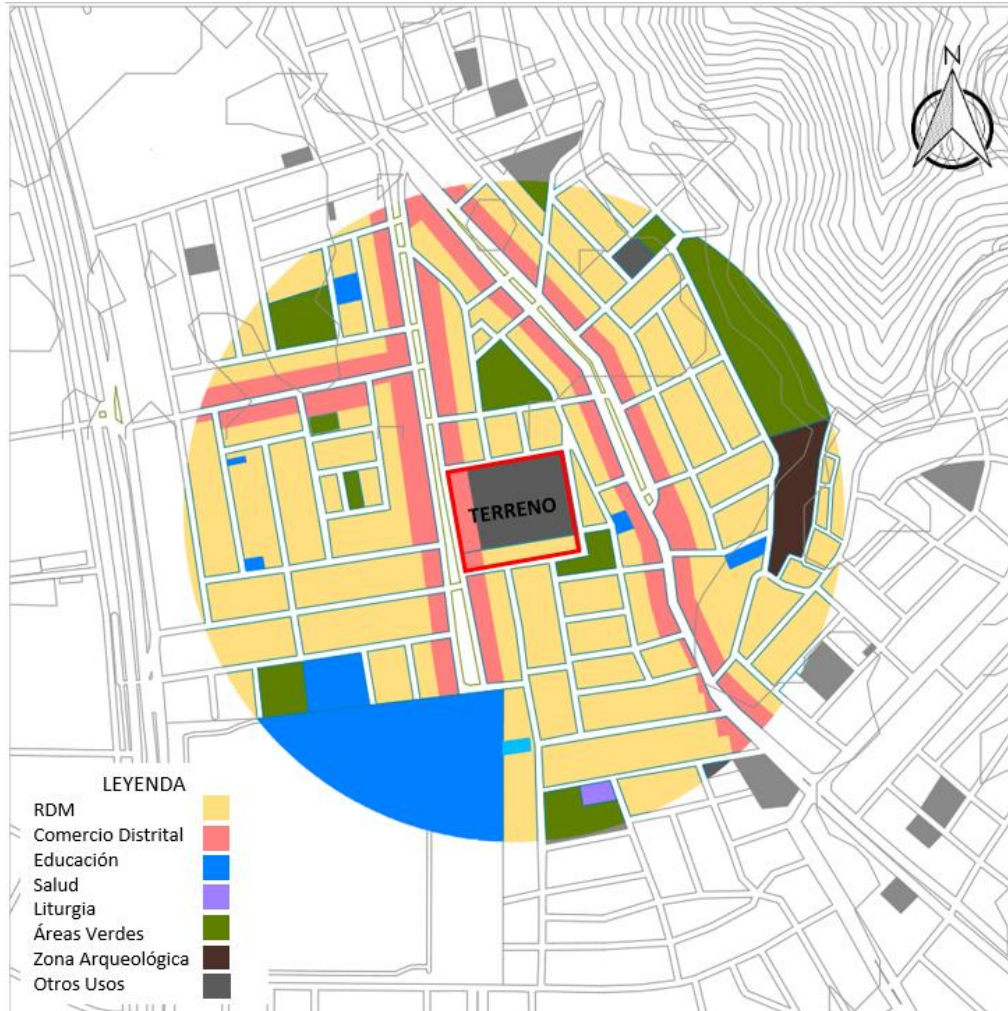 N
TERRENO
LEYENDA
RDM
Comercio Distrital
Educación
Salud
Liturgia
Áreas Verdes
Zona Arqueológica
Otros Usos